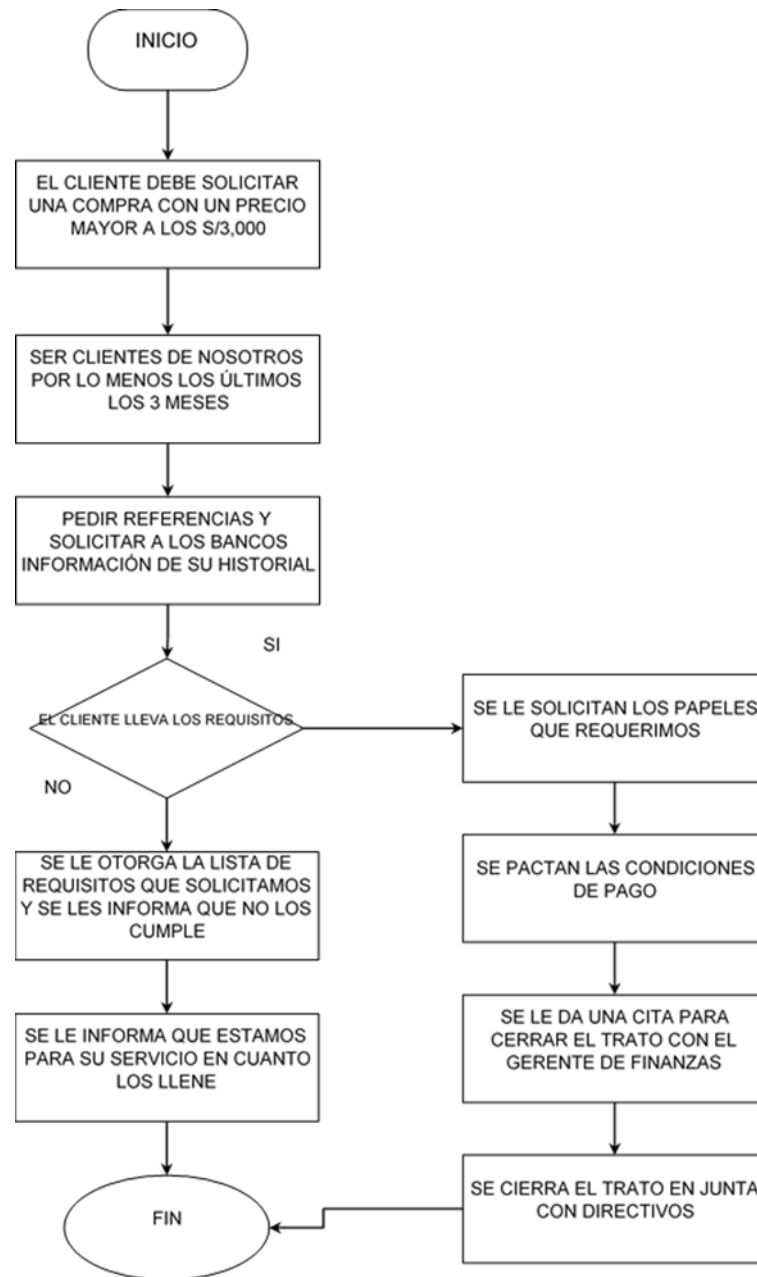 INICIO
EL CLIENTE DEBE SOLICITAR
UNA COMPRA CON UN PRECIO
MAYOR A LOS S/3,000
SER CLIENTES DE NOSOTROS
POR LO MENOS LOS ÚLTIMOS
LOS 3 MESES
PEDIR REFERENCIAS Y
SOLICITAR A LOS BANCOS
INFORMACIÓN DE SU HISTORIAL
SI
EL CLIENTE LLEVA LOS REQUISITOS
NO
SE LE OTORGA LA LISTA DE
REQUISITOS QUE SOLICITAMOS
Y SE LES INFORMA QUE NO LOS
CUMPLE
SE LE INFORMA QUE ESTAMOS
PARA SU SERVICIO EN CUANTO
LOS LLENE
SE LE SOLICITAN LOS PAPELES
QUE REQUERIMOS
SE PACTAN LAS CONDICIONES
DE PAGO
SE LE DA UNA CITA PARA
CERRAR EL TRATO CON EL
GERENTE DE FINANZAS
SE CIERRA EL TRATO EN JUNTA
CON DIRECTIVOS
FIN